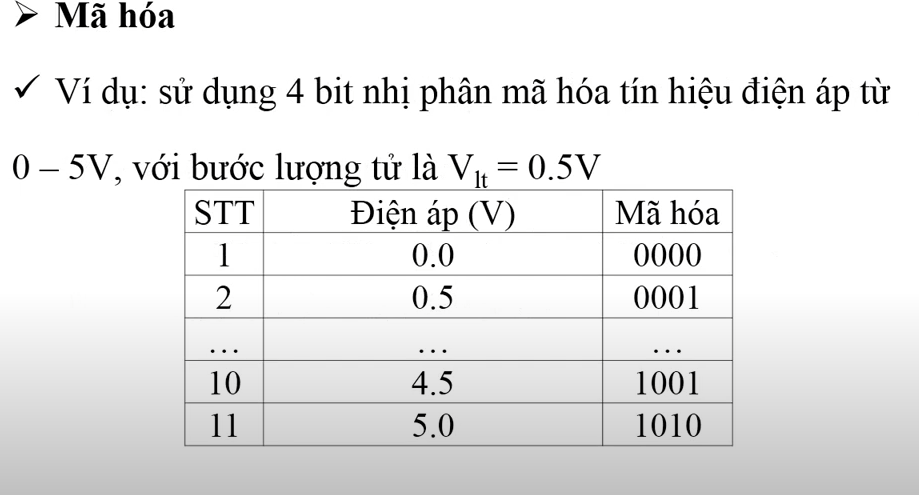 ➢ Mã hóa
✓ Ví dụ: sử dụng 4 bit nhị phân mã hóa tín hiệu điện áp từ
0 – 5V, với bước lượng tử là Vlt = 0.5V
STT Điện áp (V) Mã hóa
1 0.0 0000
2 0.5 0001
… … …
10 4.5 1001
11 5.0 1010